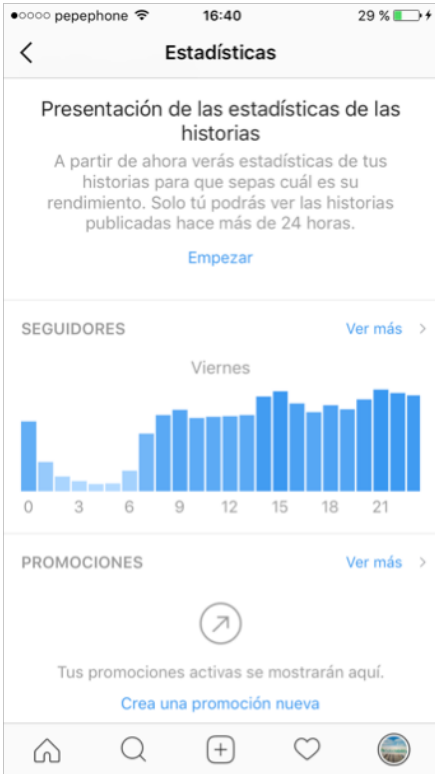 pepephone 16:40 29 %
Estadísticas
Presentación de las estadísticas de las
historias
A partir de ahora verás estadísticas de tus
historias para que sepas cuál es su
rendimiento. Solo tú podrás ver las historias
publicadas hace más de 24 horas.
Empezar
SEGUIDORES Ver más
Viernes
0 3 6 9 12 15 18 21
PROMOCIONES Ver más
Tus promociones activas se mostrarán aquí.
Crea una promoción nueva